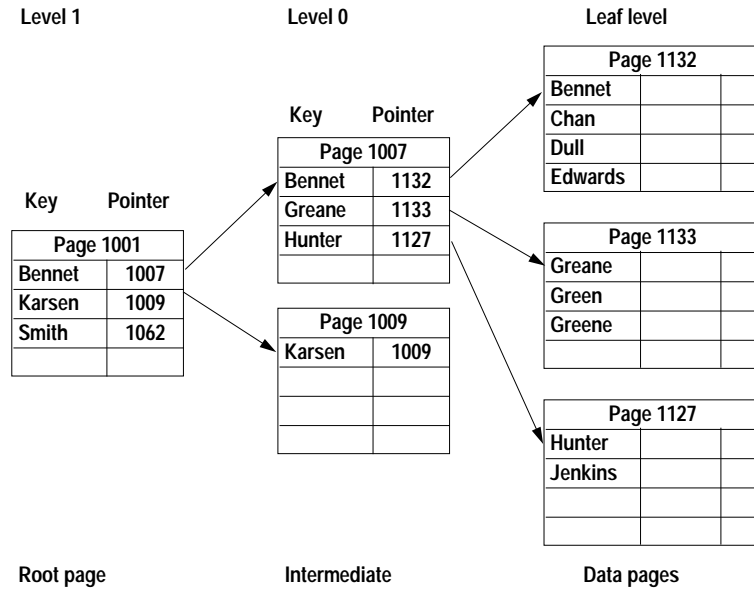 Level 1
Level 0
Leaf level
Key Pointer
Page 1001
Bennet 1007
Karsen 1009
Smith 1062
Key Pointer
Page 1007
Bennet 1132
Greane 1133
Hunter 1127
Page 1009
Karsen 1009
Page 1132
Bennet
Chan
Dull
Edwards
Page 1133
Greane
Green
Greene
Page 1127
Hunter
Jenkins
Root page
Intermediate
Data pages